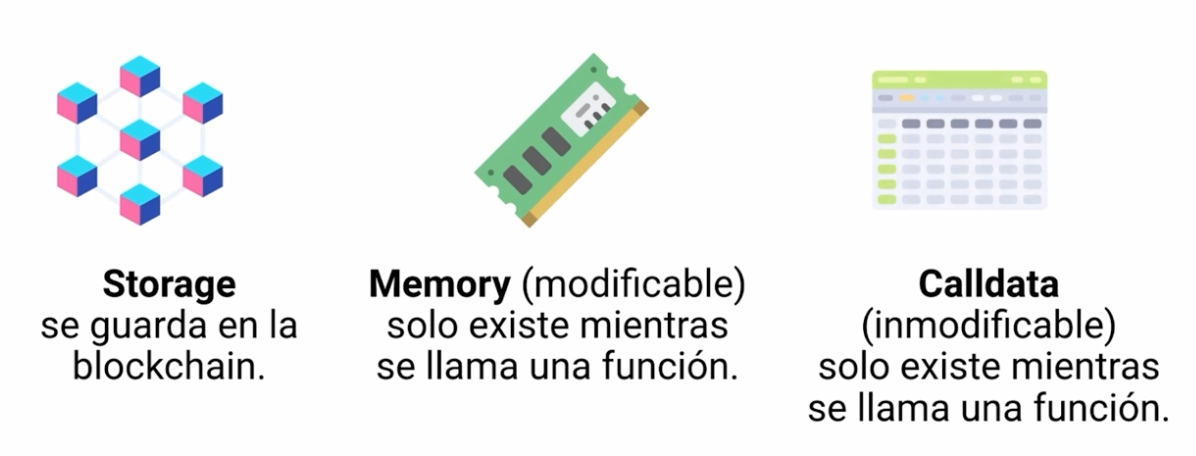 Storage
se guarda en la
blockchain.
Memory (modificable)
solo existe mientras
se llama una función.
Calldata
(inmodificable)
solo existe mientras
se llama una función.